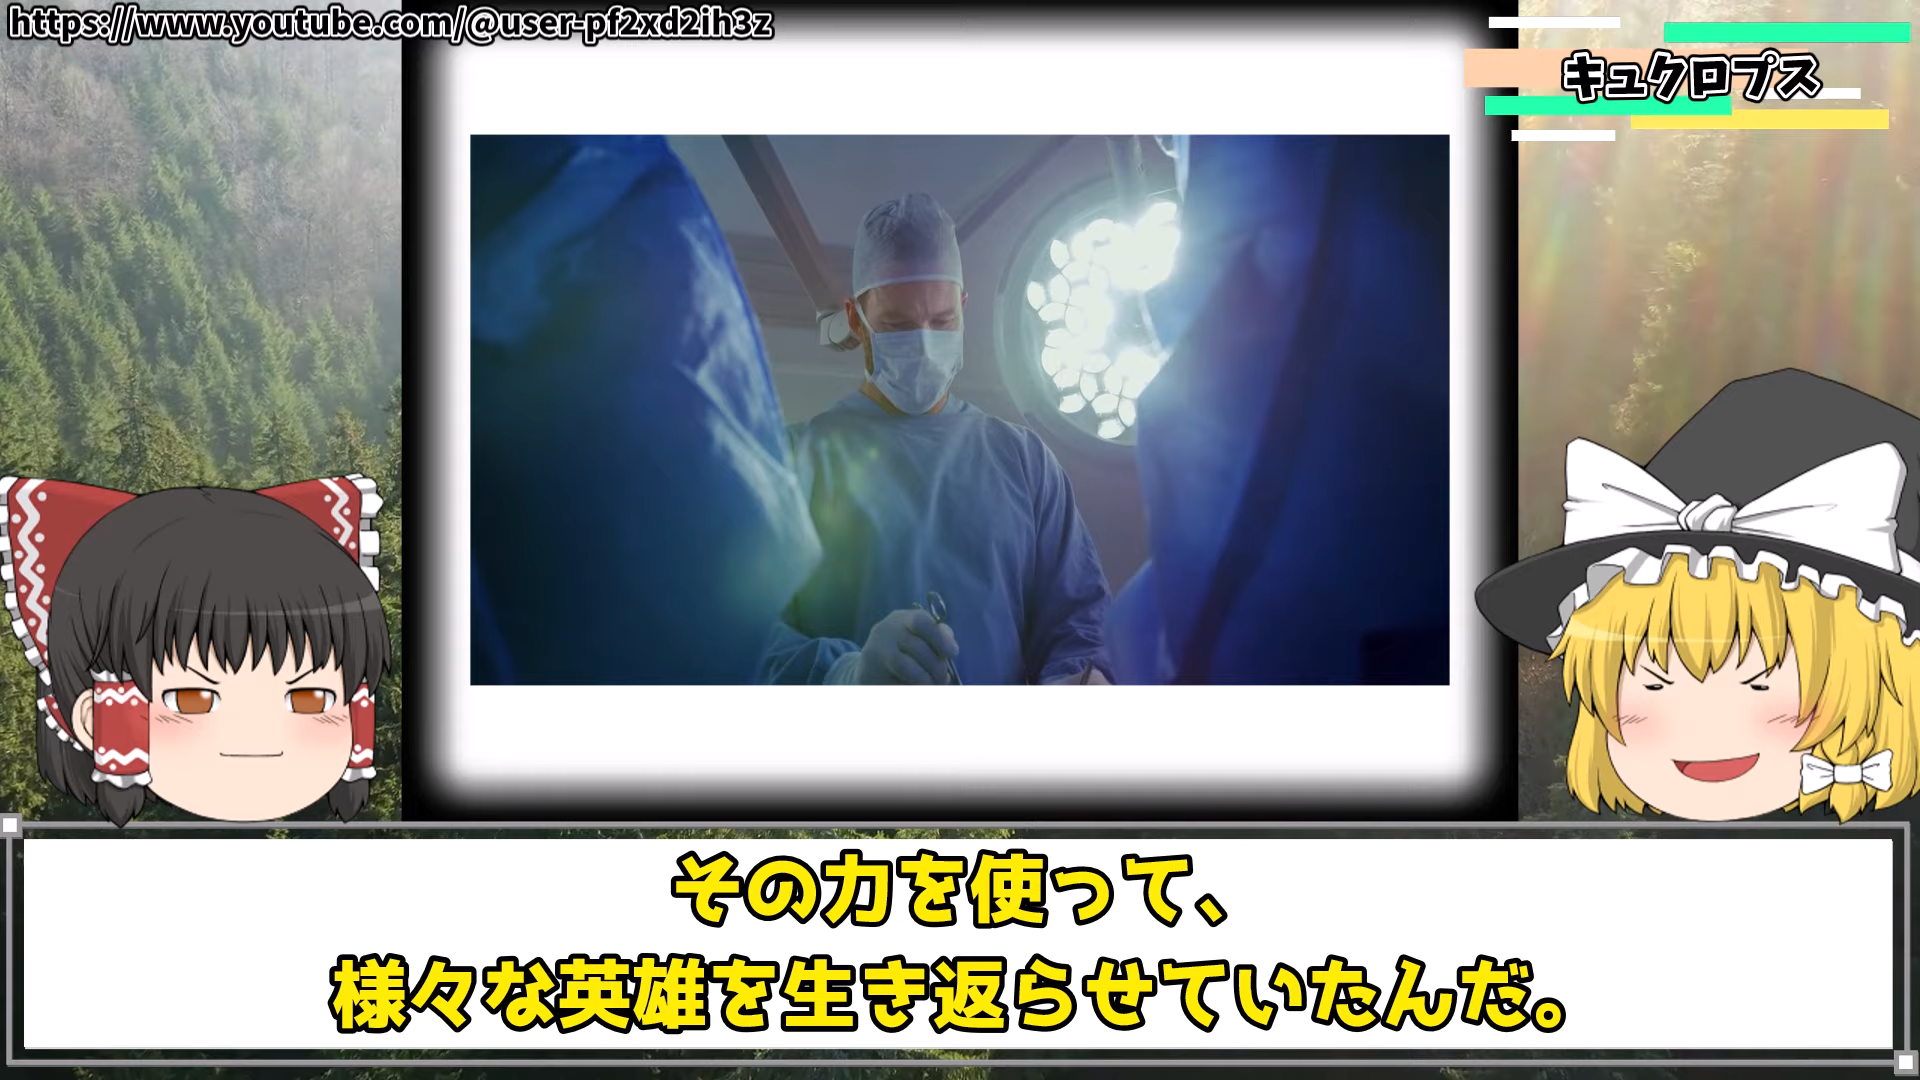 https://www.youtube.com/@user-pf2xd2ih3z
キュクロプス
その力を使って、
様々な英雄を生き返らせていたんだ。